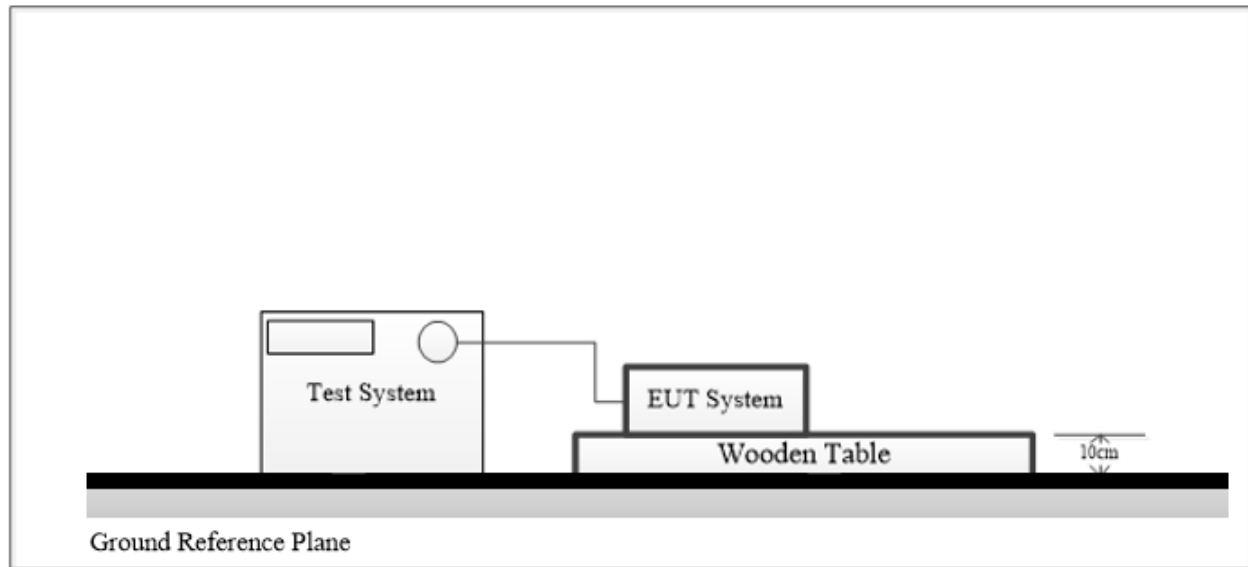 Test System
EUT System
Wooden Table
10cm
Ground Reference Plane